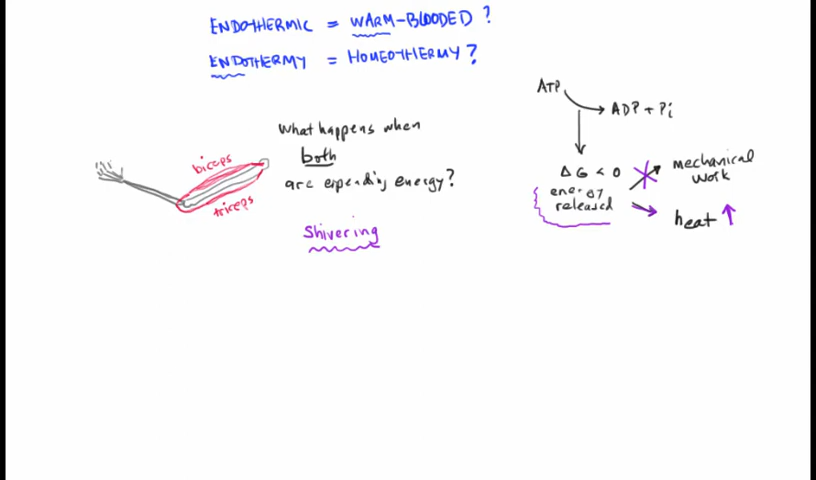 ENDOTHERMIC = WARM-BLOODED ?
ENDOTHERMY = HOMEOTHERMY ?
biceps
triceps
What happens when
both
are expending energy?
Shivering
ATP
ADP + Pi
ΔG < 0
energy
released
mechanical
work
heat ↑